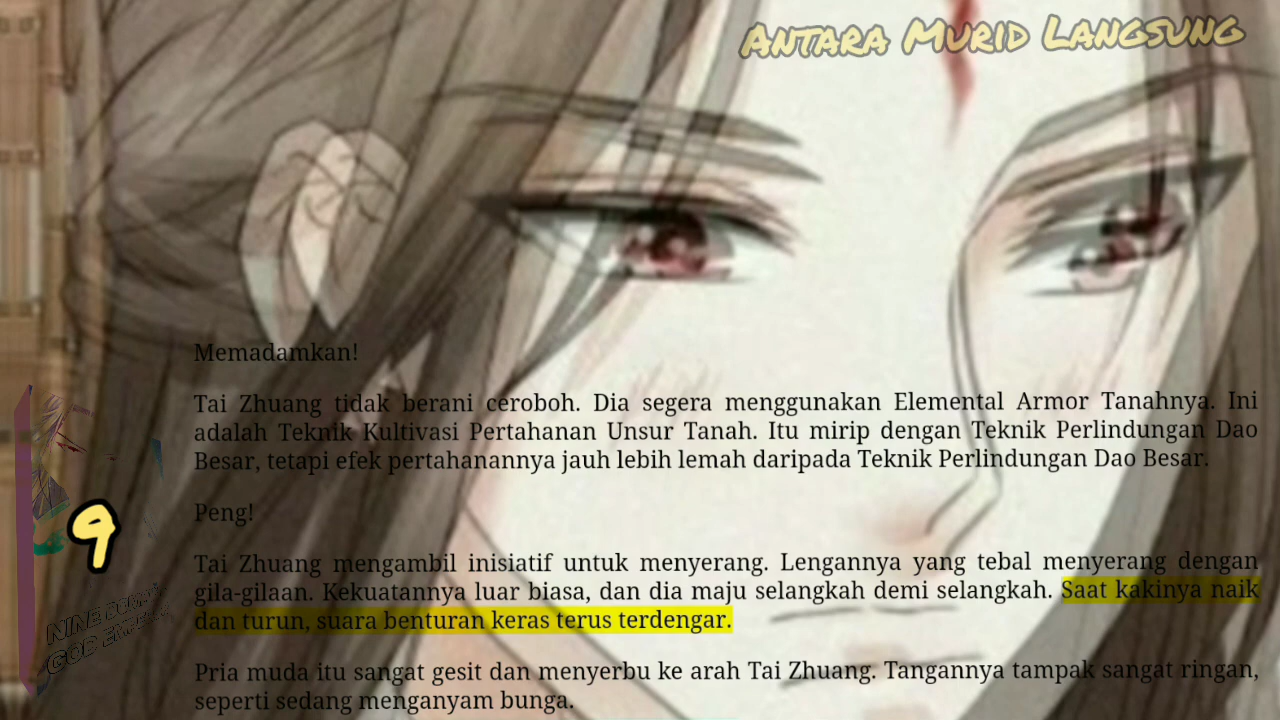 Antara Murid Langsung
Memadamkan!
Tai Zhuang tidak berani ceroboh. Dia segera menggunakan Elemental Armor Tanahnya. Ini
adalah Teknik Kultivasi Pertahanan Unsur Tanah. Itu mirip dengan Teknik Perlindungan Dao
Besar, tetapi efek pertahanannya jauh lebih lemah daripada Teknik Perlindungan Dao Besar.
Peng!
9
Tai Zhuang mengambil inisiatif untuk menyerang. Lengannya yang tebal menyerang dengan
gila-gilaan. Kekuatannya luar biasa, dan dia maju selangkah demi selangkah. Saat kakinya naik
dan turun, suara benturan keras terus terdengar.
NINE
GOD
Pria muda itu sangat gesit dan menyerbu ke arah Tai Zhuang. Tangannya tampak sangat ringan,
seperti sedang menganyam bunga.